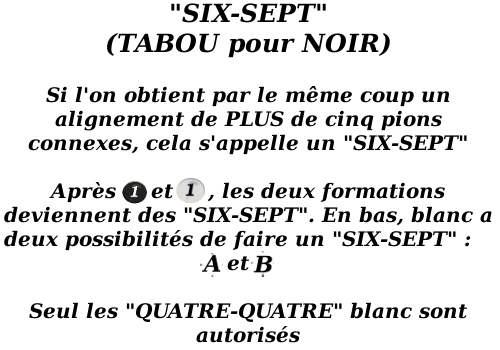 "SIX-SEPT"
(TABOU pour NOIR)
Si l'on obtient par le même coup un
alignement de PLUS de cinq pions
connexes, cela s'appelle un "SIX-SEPT"
Après 1 et 1 , les deux formations
deviennent des "SIX-SEPT". En bas, blanc a
deux possibilités de faire un "SIX-SEPT" :
A et B
Seul les "QUATRE-QUATRE" blanc sont
autorisés